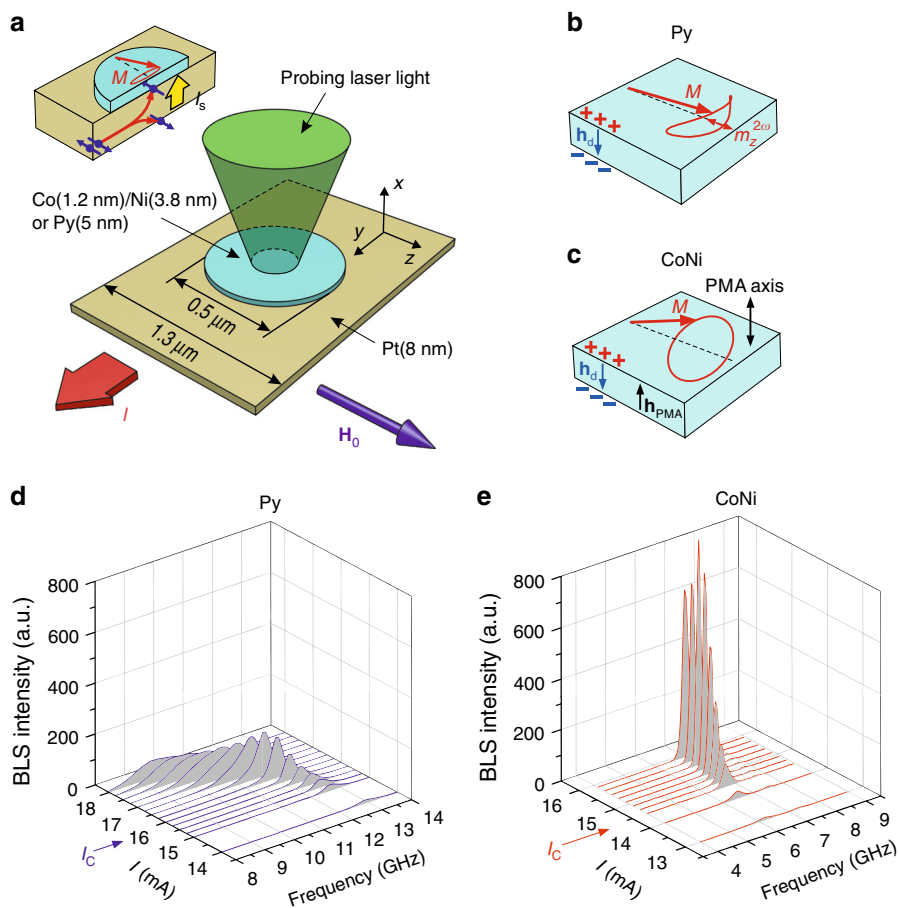 a
M
I_s
Probing laser light
Co(1.2 nm)/Ni(3.8 nm)
or Py(5 nm)
x
y
z
0.5 μm
1.3 μm
Pt(8 nm)
I
H_0
b
Py
M
+++
h_d
m_z^{2ω}
c
CoNi
PMA axis
M
+++
h_d
h_PMA
d
Py
BLS intensity (a.u.)
800
600
400
200
0
18
17
16
15
14
I_C
I (mA)
8
9
10
11
12
13
14
Frequency (GHz)
e
CoNi
BLS intensity (a.u.)
800
600
400
200
0
16
15
14
13
I_C
I (mA)
4
5
6
7
8
9
Frequency (GHz)